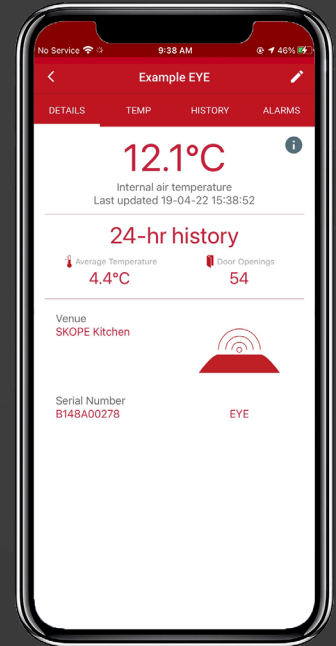 No Service 9:38 AM 46%
Example EYE
DETAILS TEMP HISTORY ALARMS
12.1°C
i
Internal air temperature
Last updated 19-04-22 15:38:52
24-hr history
Average Temperature Door Openings
4.4°C 54
Venue
SKOPE Kitchen
Serial Number
B148A00278 EYE